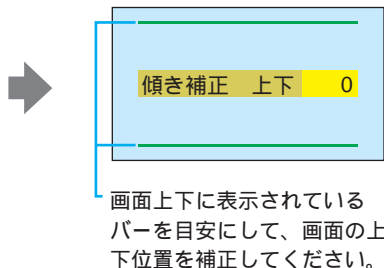 傾き補正　上下　0
画面上下に表示されている
バーを目安にして、画面の上
下位置を補正してください。